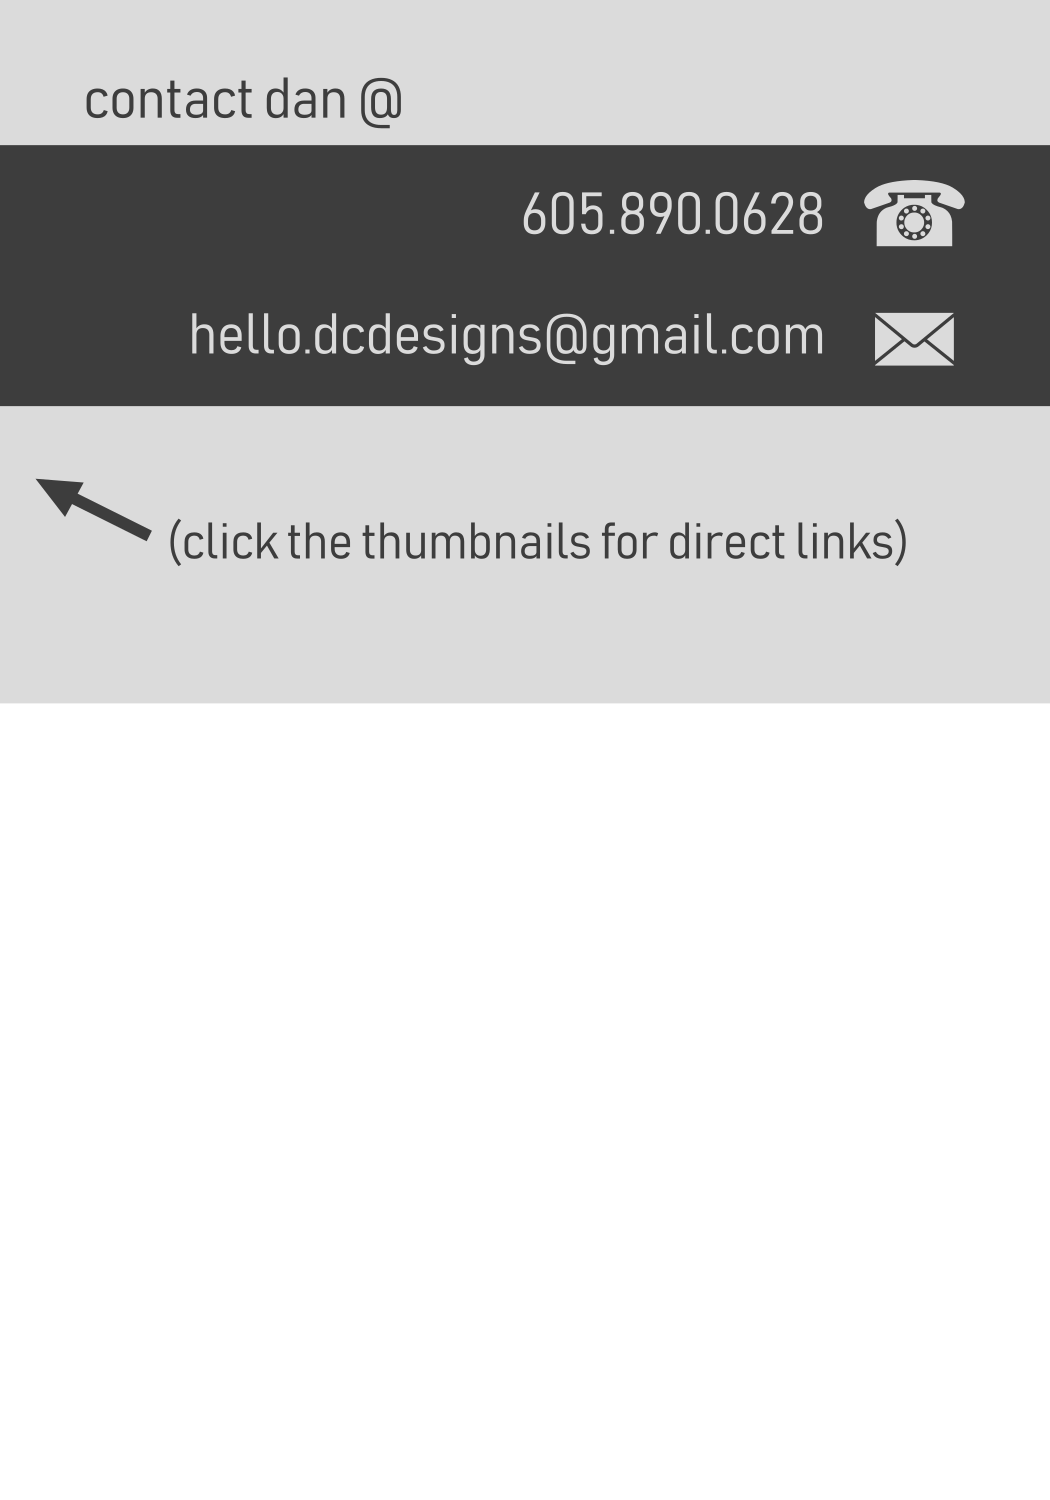 contact dan @
605.890.0628
hello.dcdesigns@gmail.com
(click the thumbnails for direct links)